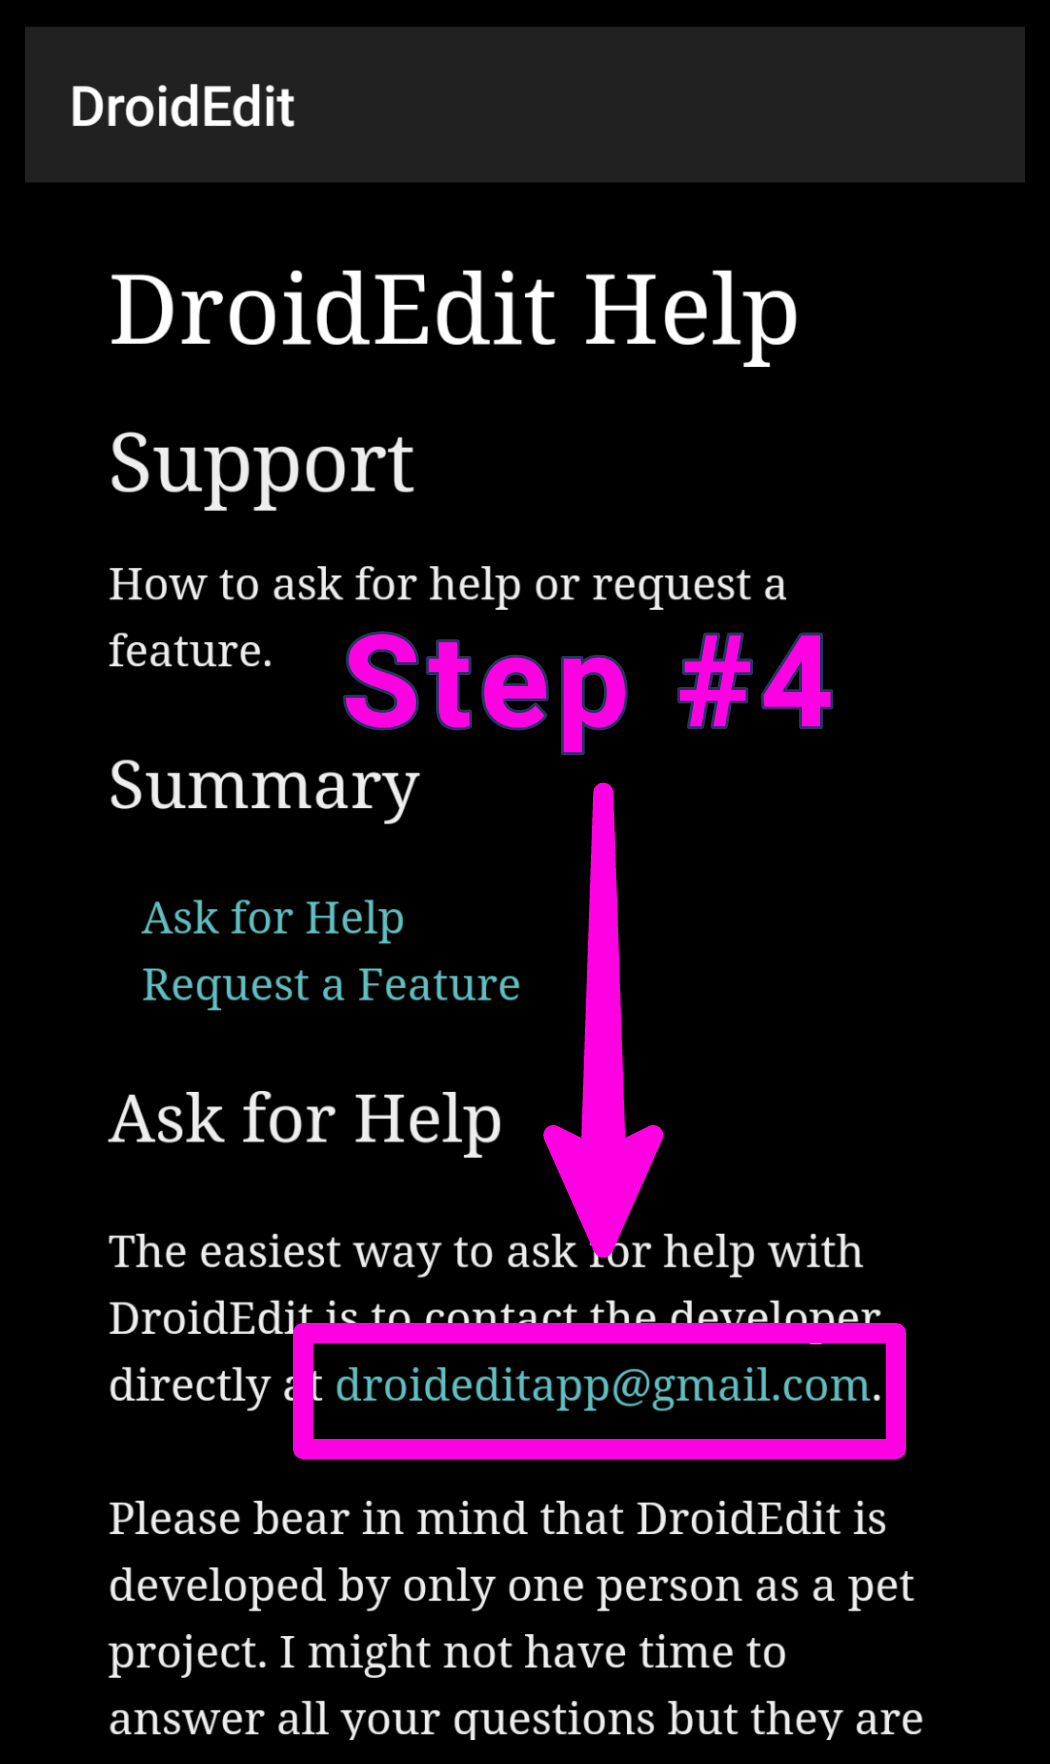 DroidEdit
DroidEdit Help
Support
How to ask for help or request a
feature.
Step #4
Summary
Ask for Help
Request a Feature
Ask for Help
The easiest way to ask for help with
DroidEdit is to contact the developer
directly at droideditapp@gmail.com.
Please bear in mind that DroidEdit is
developed by only one person as a pet
project. I might not have time to
answer all your questions but they are